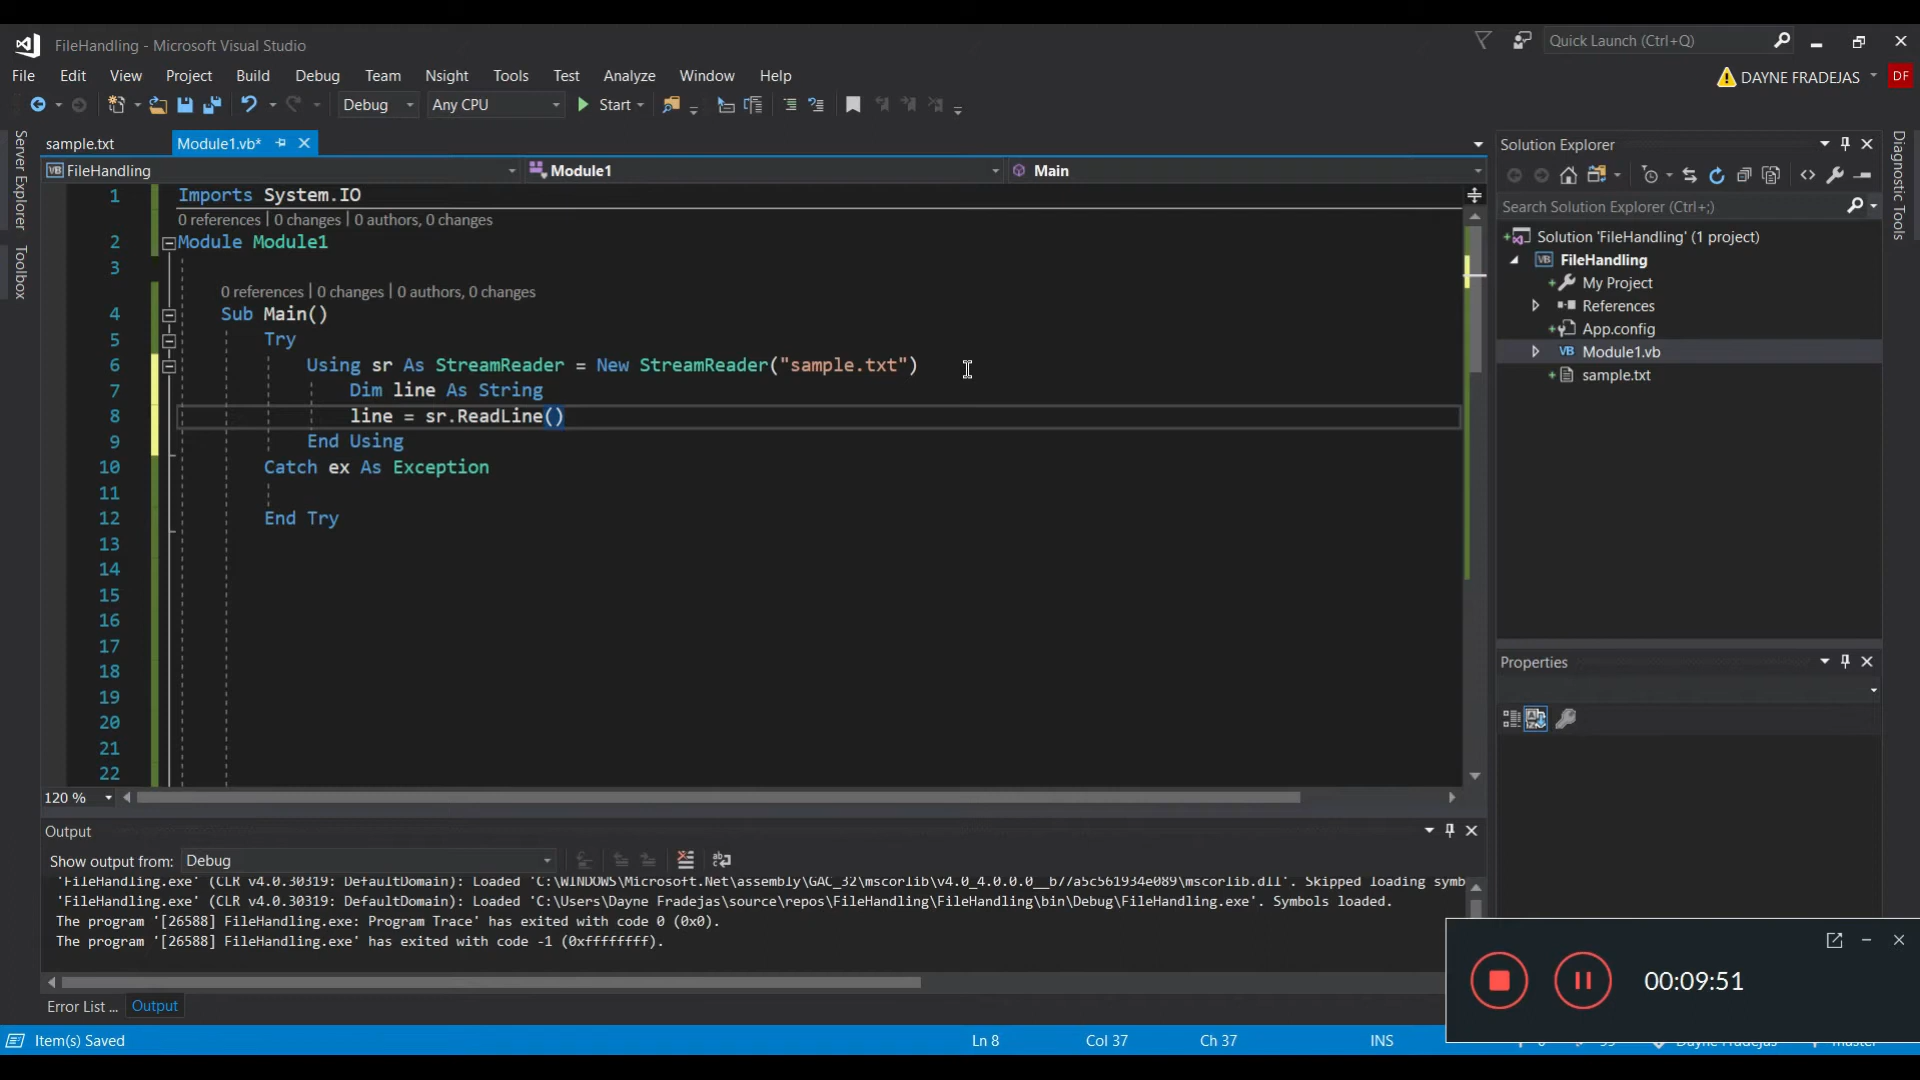 FileHandling - Microsoft Visual Studio
Quick Launch (Ctrl+Q)
File Edit View Project Build Debug Team Nsight Tools Test Analyze Window Help
DAYNE FRADEJAS DF
Debug Any CPU Start
Server Explorer
Toolbox
sample.txt Module1.vb*
FileHandling Module1 Main
1 Imports System.IO
0 references | 0 changes | 0 authors, 0 changes
2 Module Module1
3
0 references | 0 changes | 0 authors, 0 changes
4 Sub Main()
5 Try
6 Using sr As StreamReader = New StreamReader("sample.txt")
7 Dim line As String
8 line = sr.ReadLine()
9 End Using
10 Catch ex As Exception
11
12 End Try
13
14
15
16
17
18
19
20
21
22
120 %
Solution Explorer
Search Solution Explorer (Ctrl+;)
Solution 'FileHandling' (1 project)
VB FileHandling
My Project
References
App.config
VB Module1.vb
sample.txt
Diagnostic Tools
Properties
Output
Show output from: Debug
'FileHandling.exe' (CLR v4.0.30319: DefaultDomain): Loaded 'C:\WINDOWS\Microsoft.Net\assembly\GAC_32\mscorlib\v4.0_4.0.0.0__b77a5c561934e089\mscorlib.dll'. Skipped loading symb
'FileHandling.exe' (CLR v4.0.30319: DefaultDomain): Loaded 'C:\Users\Dayne Fradejas\source\repos\FileHandling\FileHandling\bin\Debug\FileHandling.exe'. Symbols loaded.
The program '[26588] FileHandling.exe: Program Trace' has exited with code 0 (0x0).
The program '[26588] FileHandling.exe' has exited with code -1 (0xffffffff).
Error List ... Output
00:09:51
Item(s) Saved Ln 8 Col 37 Ch 37 INS